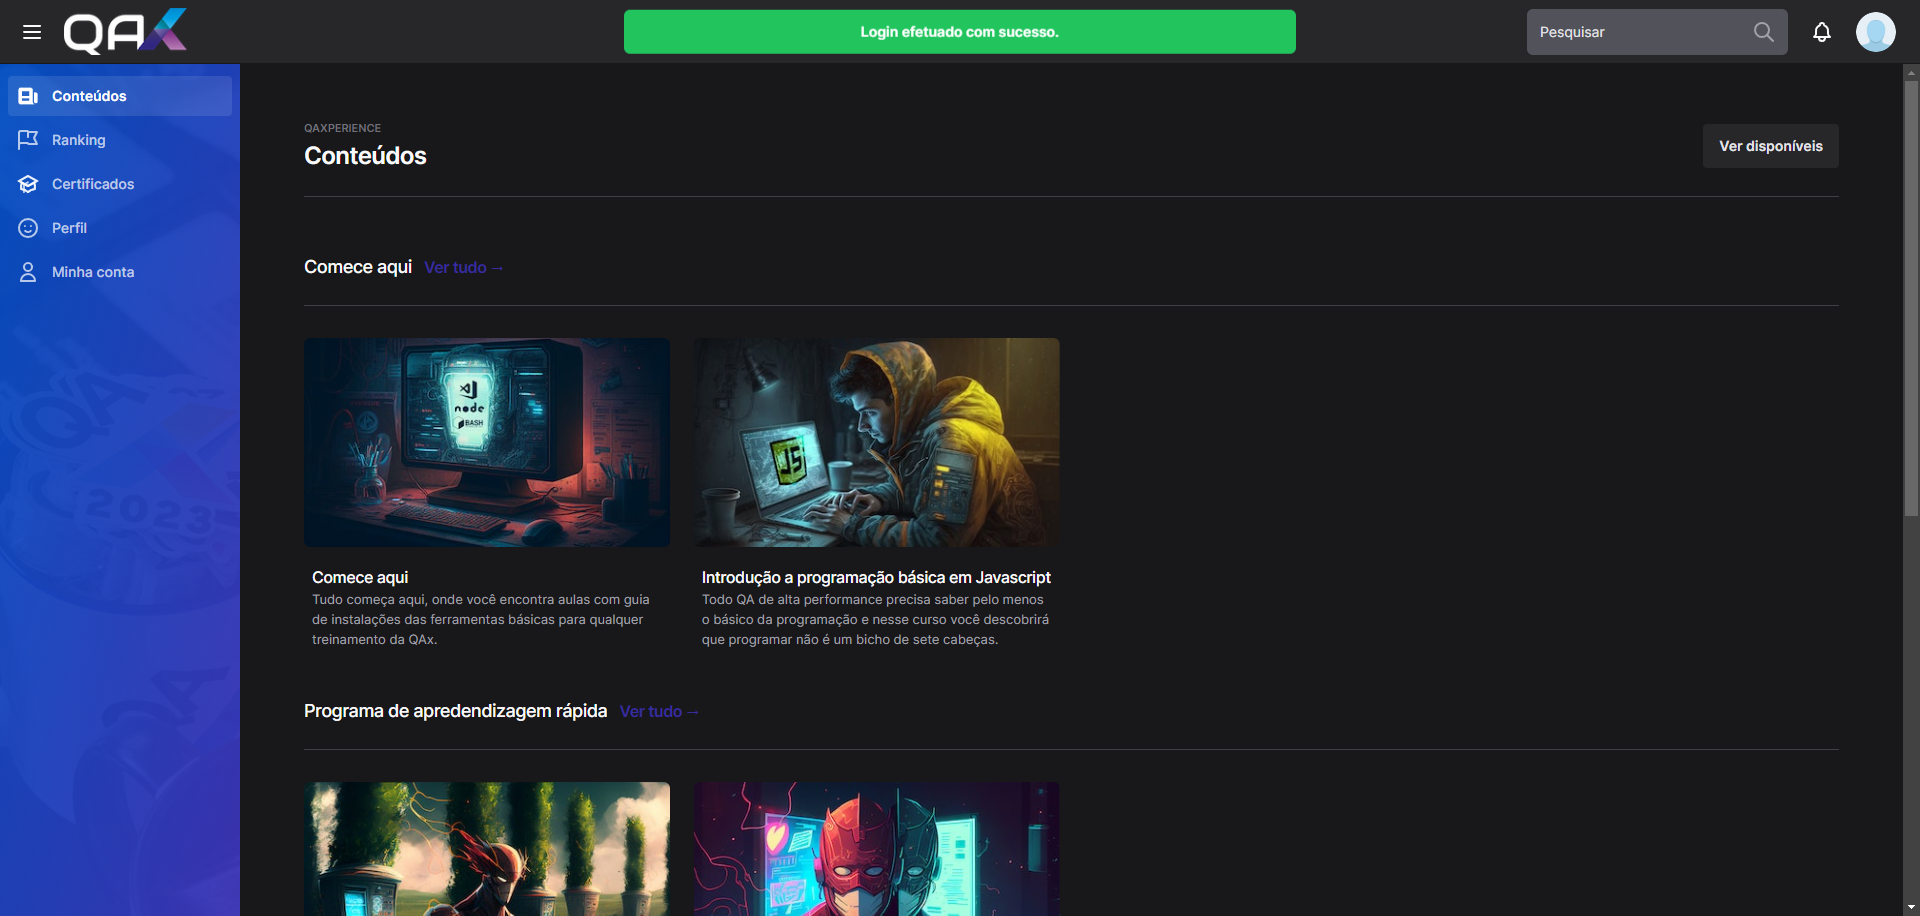 QAX
Login efetuado com sucesso.
Pesquisar
Conteúdos
Ranking
Certificados
Perfil
Minha conta
QA
2023
QA
QAXPERIENCE
Conteúdos
Ver disponíveis
Comece aqui Ver tudo →
node
BASH
JS
Comece aqui
Tudo começa aqui, onde você encontra aulas com guia
de instalações das ferramentas básicas para qualquer
treinamento da QAx.
Introdução a programação básica em Javascript
Todo QA de alta performance precisa saber pelo menos
o básico da programação e nesse curso você descobrirá
que programar não é um bicho de sete cabeças.
Programa de apredendizagem rápida Ver tudo →